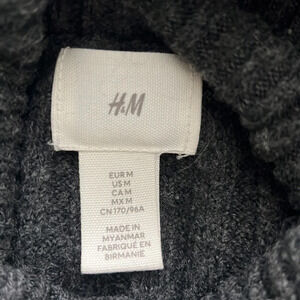 H&M
EUR M
US M
CA M
MX M
CN 170/96A
MADE IN
MYANMAR
FABRIQUÉ EN
BIRMANIE